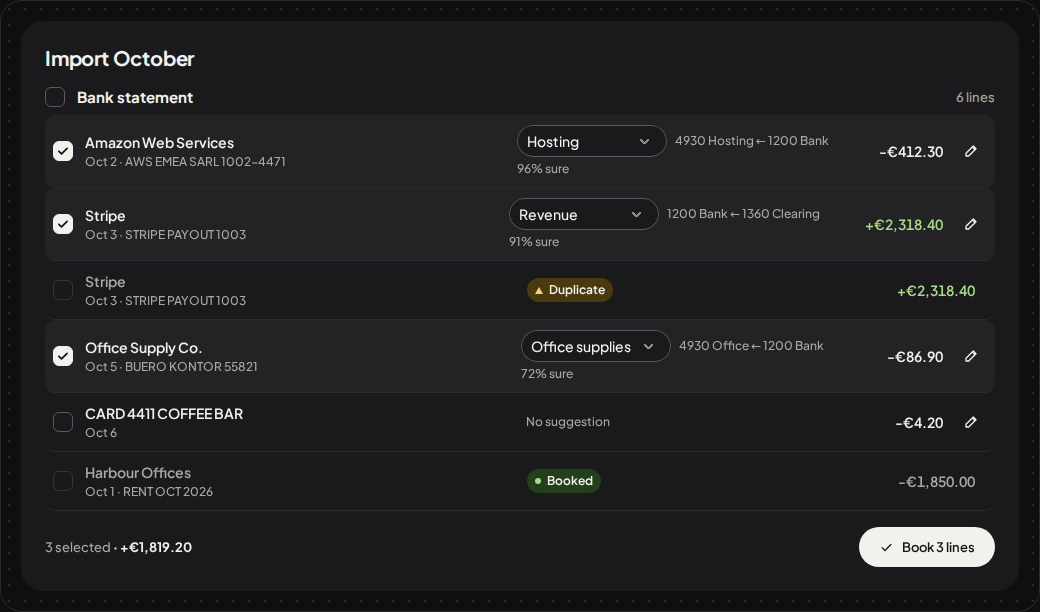 Import October
Bank statement 6 lines
Amazon Web Services Hosting 4930 Hosting ← 1200 Bank −€412.30
Oct 2 · AWS EMEA SARL 1002-4471 96% sure
Stripe Revenue 1200 Bank ← 1360 Clearing +€2,318.40
Oct 3 · STRIPE PAYOUT 1003 91% sure
Stripe Duplicate +€2,318.40
Oct 3 · STRIPE PAYOUT 1003
Office Supply Co. Office supplies 4930 Office ← 1200 Bank −€86.90
Oct 5 · BUERO KONTOR 55821 72% sure
CARD 4411 COFFEE BAR No suggestion −€4.20
Oct 6
Harbour Offices Booked −€1,850.00
Oct 1 · RENT OCT 2026
3 selected · +€1,819.20 Book 3 lines